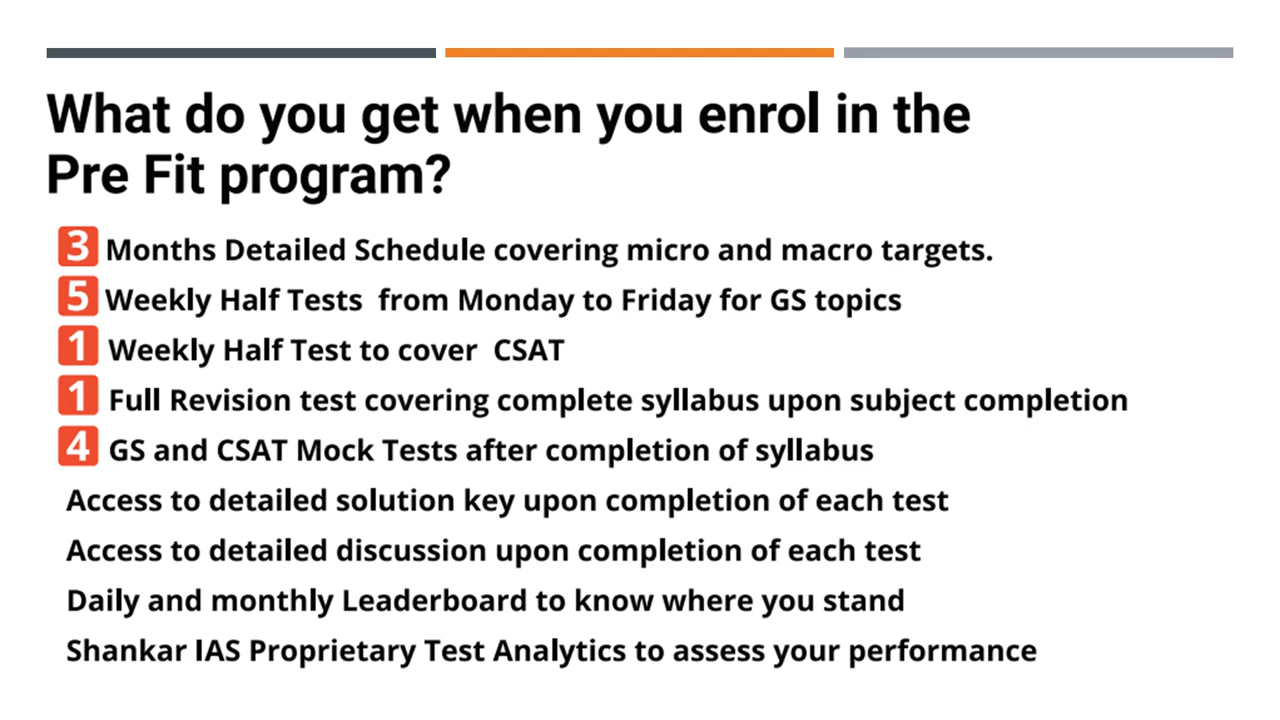 What do you get when you enrol in the
Pre Fit program?
3 Months Detailed Schedule covering micro and macro targets.
5 Weekly Half Tests  from Monday to Friday for GS topics
1 Weekly Half Test to cover  CSAT
1 Full Revision test covering complete syllabus upon subject completion
4 GS and CSAT Mock Tests after completion of syllabus
Access to detailed solution key upon completion of each test
Access to detailed discussion upon completion of each test
Daily and monthly Leaderboard to know where you stand
Shankar IAS Proprietary Test Analytics to assess your performance